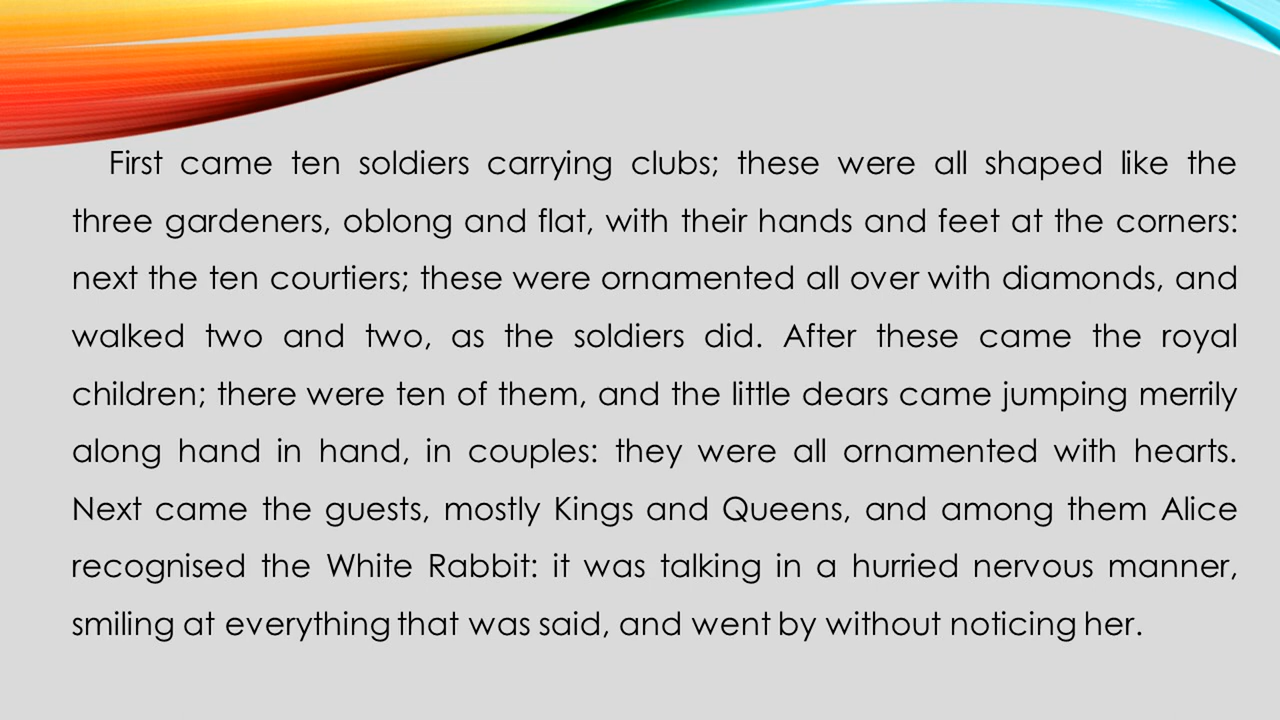 First came ten soldiers carrying clubs; these were all shaped like the
three gardeners, oblong and flat, with their hands and feet at the corners:
next the ten courtiers; these were ornamented all over with diamonds, and
walked two and two, as the soldiers did. After these came the royal
children; there were ten of them, and the little dears came jumping merrily
along hand in hand, in couples: they were all ornamented with hearts.
Next came the guests, mostly Kings and Queens, and among them Alice
recognised the White Rabbit: it was talking in a hurried nervous manner,
smiling at everything that was said, and went by without noticing her.